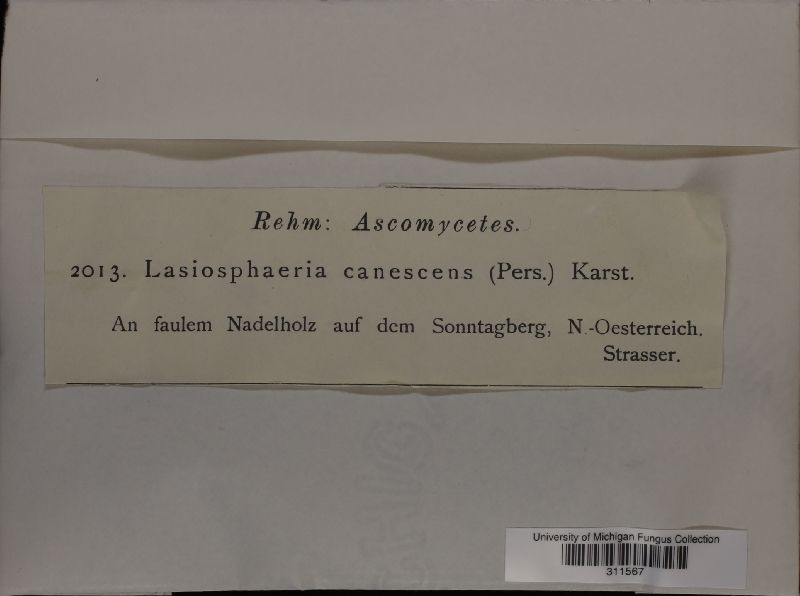 Rehm: Ascomycetes.
2013. Lasiosphaeria canescens (Pers.) Karst.
An faulem Nadelholz auf dem Sonntagberg, N.-Oesterreich.
Strasser.
University of Michigan Fungus Collection
311567